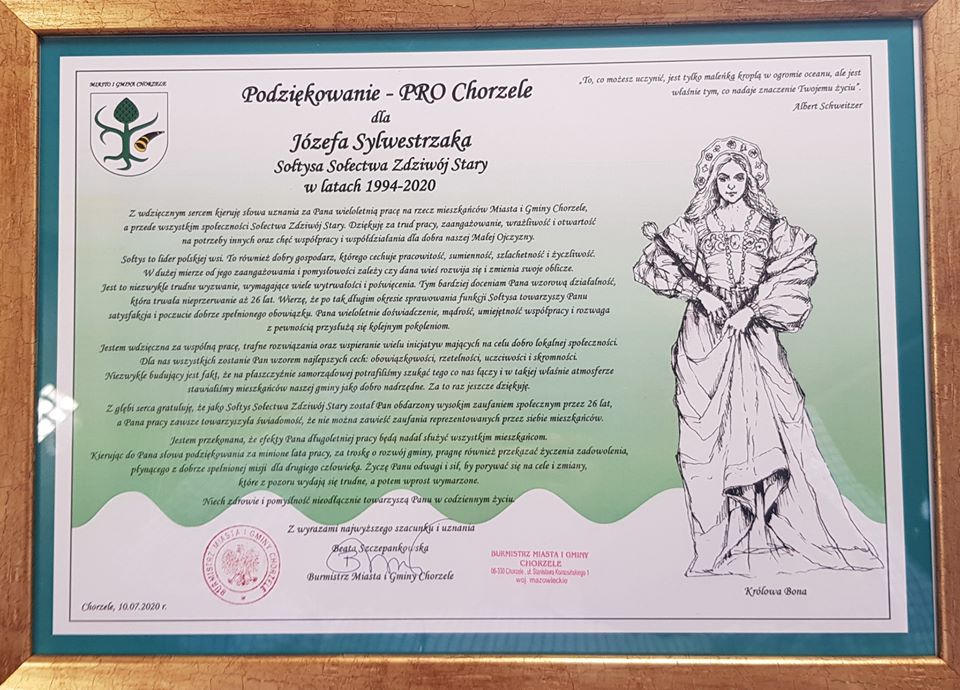 MIASTO I GMINA CHORZELE
„To, co możesz uczynić, jest tylko maleńką kroplą w ogromie oceanu, ale jest
właśnie tym, co nadaje znaczenie Twojemu życiu”.
Albert Schweitzer
Podziękowanie - PRO Chorzele
dla
Józefa Sylwestrzaka
Sołtysa Sołectwa Zdziwój Stary
w latach 1994-2020
Z wdzięcznym sercem kieruję słowa uznania za Pana wieloletnią pracę na rzecz mieszkańców Miasta i Gminy Chorzele,
a przede wszystkim społeczności Sołectwa Zdziwój Stary. Dziękuję za trud pracy, zaangażowanie, wrażliwość i otwartość
na potrzeby innych oraz chęć współpracy i współdziałania dla dobra naszej Małej Ojczyzny.
Sołtys to lider polskiej wsi. To również dobry gospodarz, którego cechuje pracowitość, sumienność, szlachetność i życzliwość.
W dużej mierze od jego zaangażowania i pomysłowości zależy czy dana wieś rozwija się i zmienia swoje oblicze.
Jest to niezwykle trudne wyzwanie, wymagające wiele wytrwałości i poświęcenia. Tym bardziej doceniam Pana wzorową działalność,
która trwała nieprzerwanie aż 26 lat. Wierzę, że po tak długim okresie sprawowania funkcji Sołtysa towarzyszy Panu
satysfakcja i poczucie dobrze spełnionego obowiązku. Pana wieloletnie doświadczenie, mądrość, umiejętność współpracy i rozwaga
z pewnością przysłużą się kolejnym pokoleniom.
Jestem wdzięczna za wspólną pracę, trafne rozwiązania oraz wspieranie wielu inicjatyw mających na celu dobro lokalnej społeczności.
Dla nas wszystkich zostanie Pan wzorem najlepszych cech: obowiązkowości, rzetelności, uczciwości i skromności.
Niezwykle budujący jest fakt, że na płaszczyźnie samorządowej potrafiliśmy szukać tego co nas łączy i w takiej właśnie atmosferze
stawialiśmy mieszkańców naszej gminy jako dobro nadrzędne. Za to raz jeszcze dziękuję.
Z głębi serca gratuluję, że jako Sołtys Sołectwa Zdziwój Stary został Pan obdarzony wysokim zaufaniem społecznym przez 26 lat,
a Pana pracy zawsze towarzyszyła świadomość, że nie można zawieść zaufania reprezentowanych przez siebie mieszkańców.
Jestem przekonana, że efekty Pana długoletniej pracy będą nadal służyć wszystkim mieszkańcom.
Kierując do Pana słowa podziękowania za minione lata pracy, za troskę o rozwój gminy, pragnę również przekazać życzenia zadowolenia,
płynącego z dobrze spełnionej misji dla drugiego człowieka. Życzę Panu odwagi i sił, by porywać się na cele i zmiany,
które z pozoru wydają się trudne, a potem wprost wymarzone.
Niech zdrowie i pomyślność nieodłącznie towarzyszą Panu w codziennym życiu.
Z wyrazami najwyższego szacunku i uznania
Beata Szczepankowska
Burmistrz Miasta i Gminy Chorzele
BURMISTRZ MIASTA I GMINY CHORZELE
BURMISTRZ MIASTA I GMINY
CHORZELE
06-330 Chorzele, ul. Stanisława Komosińskiego 1
woj. mazowieckie
Królowa Bona
Chorzele, 10.07.2020 r.